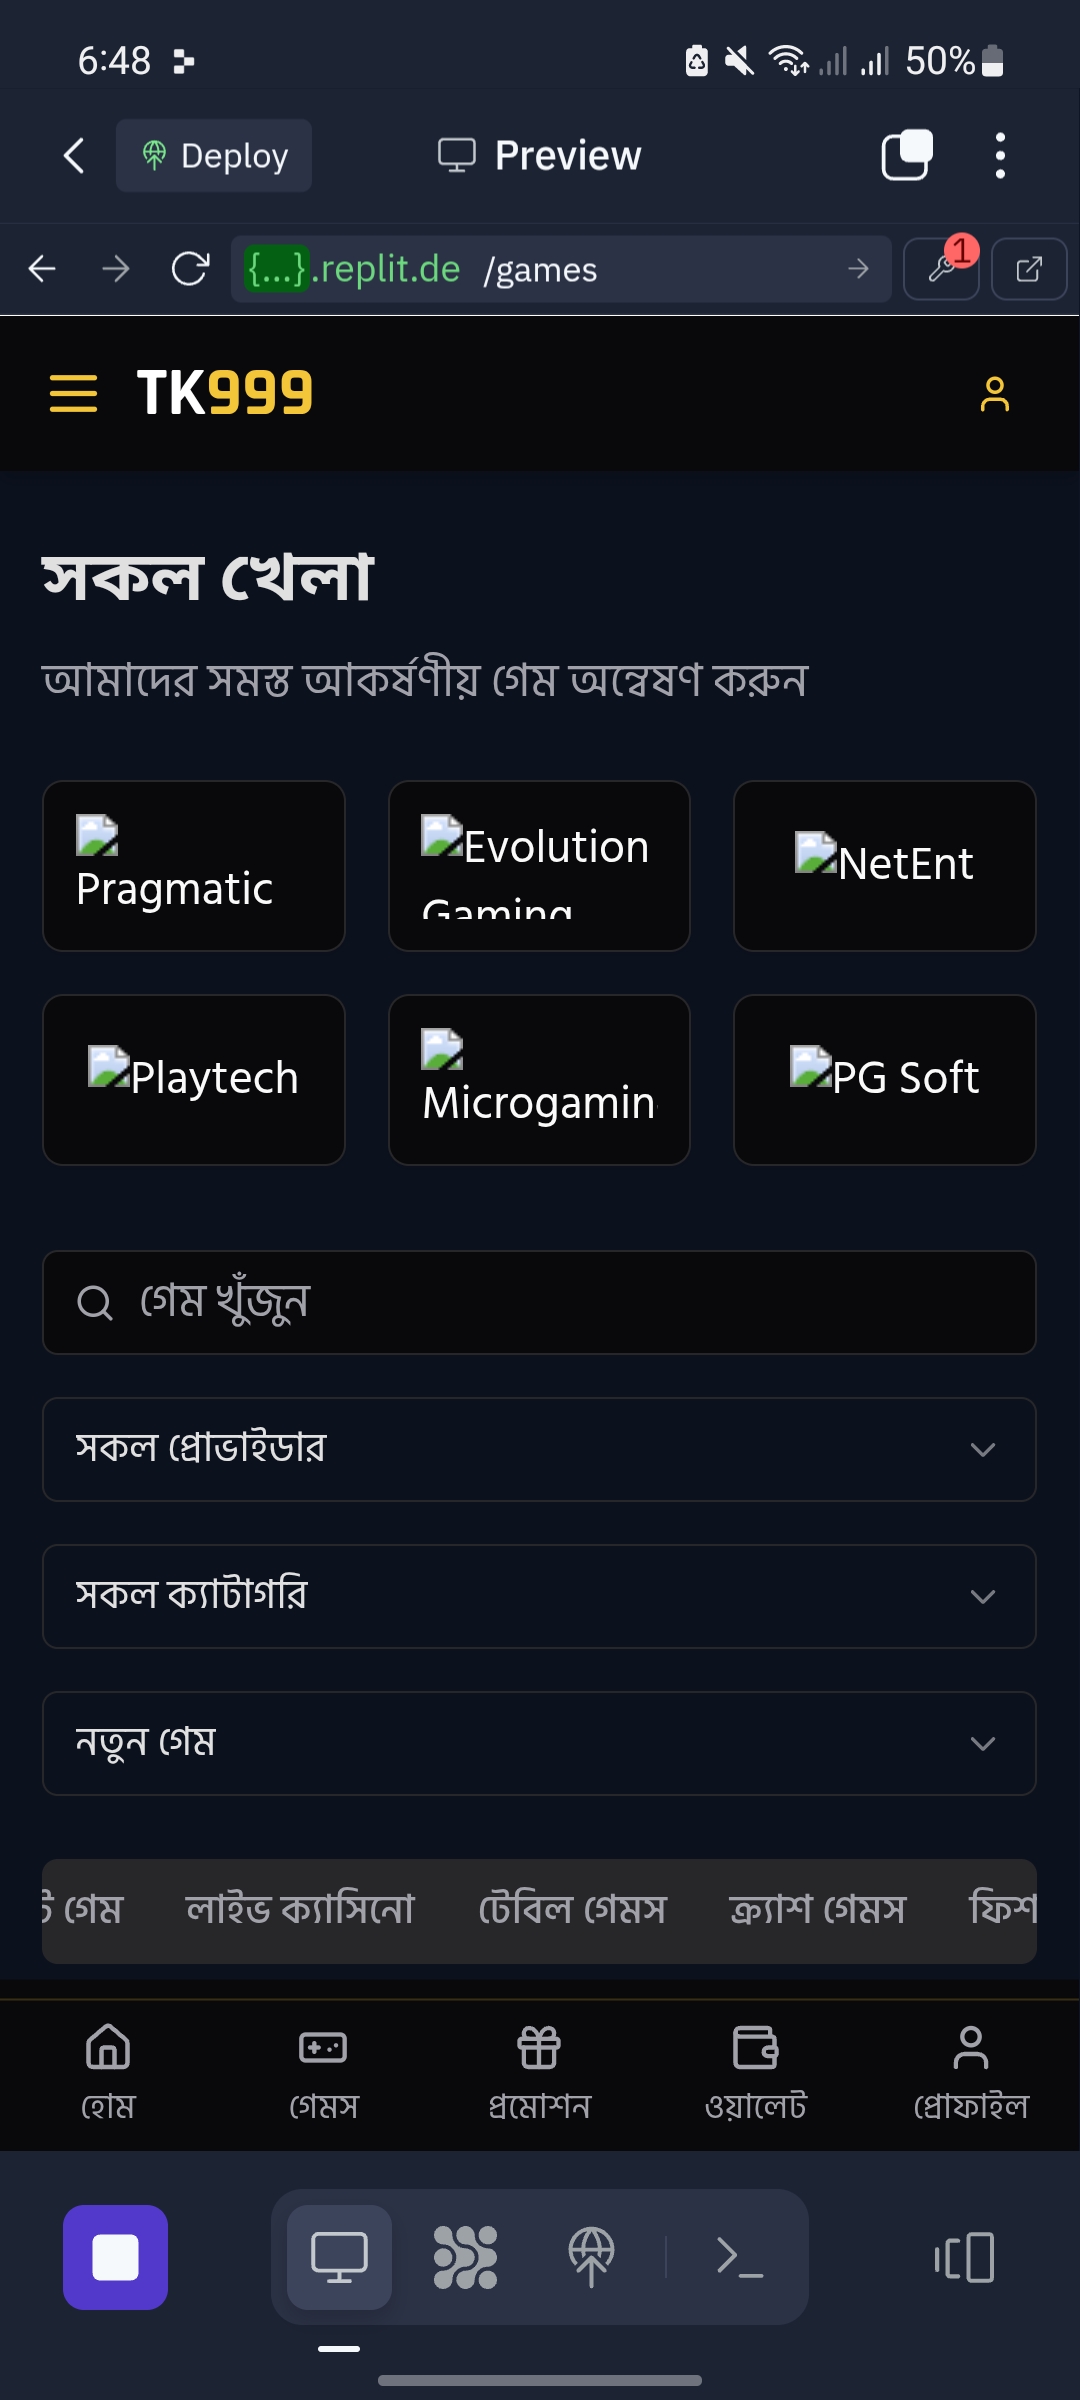 6:48
50%
Deploy
Preview
{...}.replit.de /games
1
TK999
সকল খেলা
আমাদের সমস্ত আকর্ষণীয় গেম অন্বেষণ করুন
Pragmatic
Evolution
Gaming
NetEnt
Playtech
Microgamin
PG Soft
গেম খুঁজুন
সকল প্রোভাইডার
সকল ক্যাটাগরি
নতুন গেম
গেম লাইভ ক্যাসিনো টেবিল গেমস ক্র্যাশ গেমস ফিশ
হোম গেমস প্রমোশন ওয়ালেট প্রোফাইল